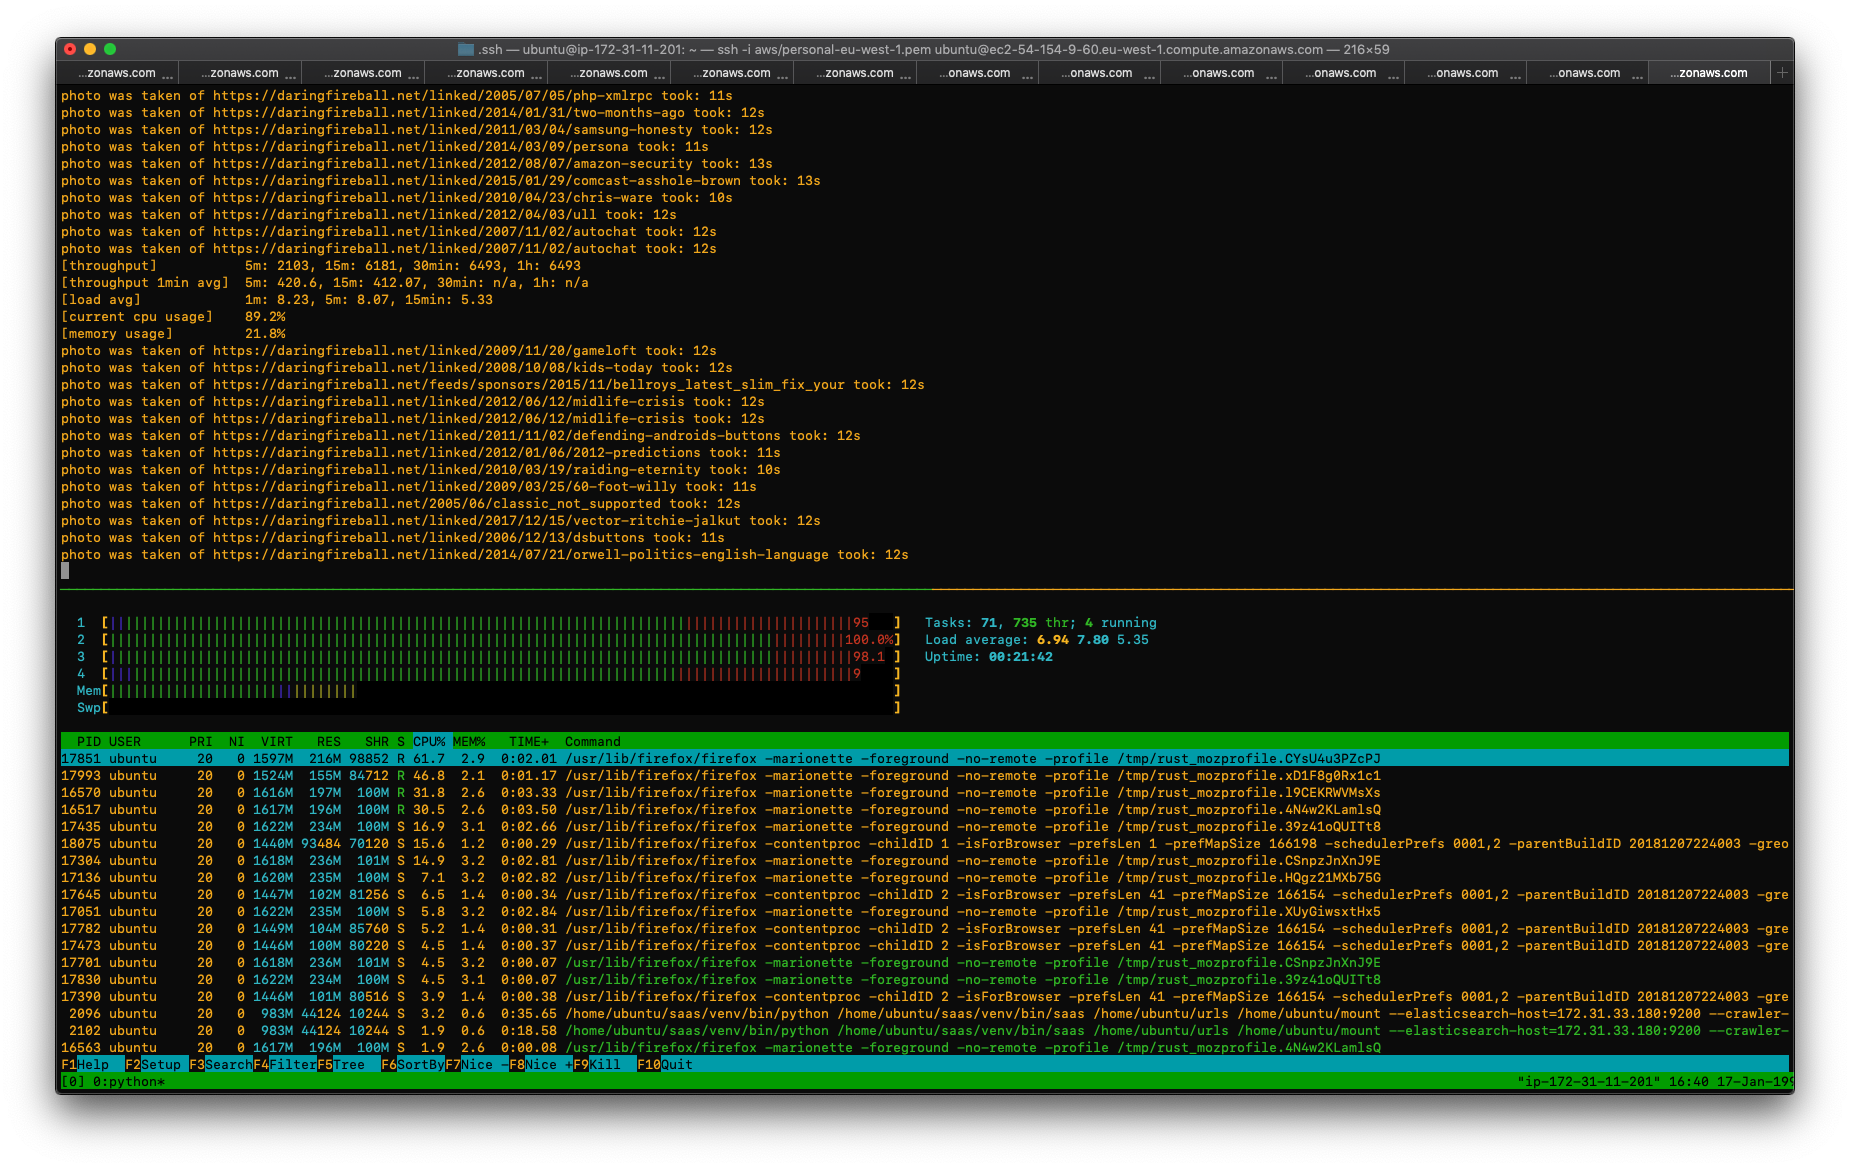 .ssh — ubuntu@ip-172-31-11-201: ~ — ssh -i aws/personal-eu-west-1.pem ubuntu@ec2-54-154-9-60.eu-west-1.compute.amazonaws.com — 216×59
...zonaws.com ... ...zonaws.com ... ...zonaws.com ... ...zonaws.com ... ...zonaws.com ... ...zonaws.com ... ...zonaws.com ... ...onaws.com ... ...onaws.com ... ...onaws.com ... ...onaws.com ... ...onaws.com ... ...onaws.com ... ...zonaws.com +
photo was taken of https://daringfireball.net/linked/2005/07/05/php-xmlrpc took: 11s
photo was taken of https://daringfireball.net/linked/2014/01/31/two-months-ago took: 12s
photo was taken of https://daringfireball.net/linked/2011/03/04/samsung-honesty took: 12s
photo was taken of https://daringfireball.net/linked/2014/03/09/persona took: 11s
photo was taken of https://daringfireball.net/linked/2012/08/07/amazon-security took: 13s
photo was taken of https://daringfireball.net/linked/2015/01/29/comcast-asshole-brown took: 13s
photo was taken of https://daringfireball.net/linked/2010/04/23/chris-ware took: 10s
photo was taken of https://daringfireball.net/linked/2012/04/03/ull took: 12s
photo was taken of https://daringfireball.net/linked/2007/11/02/autochat took: 12s
photo was taken of https://daringfireball.net/linked/2007/11/02/autochat took: 12s
[throughput] 5m: 2103, 15m: 6181, 30min: 6493, 1h: 6493
[throughput 1min avg] 5m: 420.6, 15m: 412.07, 30min: n/a, 1h: n/a
[load avg] 1m: 8.23, 5m: 8.07, 15min: 5.33
[current cpu usage] 89.2%
[memory usage] 21.8%
photo was taken of https://daringfireball.net/linked/2009/11/20/gameloft took: 12s
photo was taken of https://daringfireball.net/linked/2008/10/08/kids-today took: 12s
photo was taken of https://daringfireball.net/feeds/sponsors/2015/11/bellroys_latest_slim_fix_your took: 12s
photo was taken of https://daringfireball.net/linked/2012/06/12/midlife-crisis took: 12s
photo was taken of https://daringfireball.net/linked/2012/06/12/midlife-crisis took: 12s
photo was taken of https://daringfireball.net/linked/2011/11/02/defending-androids-buttons took: 12s
photo was taken of https://daringfireball.net/linked/2012/01/06/2012-predictions took: 11s
photo was taken of https://daringfireball.net/linked/2010/03/19/raiding-eternity took: 10s
photo was taken of https://daringfireball.net/linked/2009/03/25/60-foot-willy took: 11s
photo was taken of https://daringfireball.net/2005/06/classic_not_supported took: 12s
photo was taken of https://daringfireball.net/linked/2017/12/15/vector-ritchie-jalkut took: 12s
photo was taken of https://daringfireball.net/linked/2006/12/13/dsbuttons took: 11s
photo was taken of https://daringfireball.net/linked/2014/07/21/orwell-politics-english-language took: 12s
1 [95 ] Tasks: 71, 735 thr; 4 running
2 [100.0%] Load average: 6.94 7.80 5.35
3 [98.1 ] Uptime: 00:21:42
4 [9 ]
Mem[ ]
Swp[ ]
PID USER PRI NI VIRT RES SHR S CPU% MEM% TIME+ Command
17851 ubuntu 20 0 1597M 216M 98852 R 61.7 2.9 0:02.01 /usr/lib/firefox/firefox -marionette -foreground -no-remote -profile /tmp/rust_mozprofile.CYsU4u3PZcPJ
17993 ubuntu 20 0 1524M 155M 84712 R 46.8 2.1 0:01.17 /usr/lib/firefox/firefox -marionette -foreground -no-remote -profile /tmp/rust_mozprofile.xD1F8g0Rx1c1
16570 ubuntu 20 0 1616M 197M 100M R 31.8 2.6 0:03.33 /usr/lib/firefox/firefox -marionette -foreground -no-remote -profile /tmp/rust_mozprofile.l9CEKRWVMsXs
16517 ubuntu 20 0 1617M 196M 100M R 30.5 2.6 0:03.50 /usr/lib/firefox/firefox -marionette -foreground -no-remote -profile /tmp/rust_mozprofile.4N4w2KLamlsQ
17435 ubuntu 20 0 1622M 234M 100M S 16.9 3.1 0:02.66 /usr/lib/firefox/firefox -marionette -foreground -no-remote -profile /tmp/rust_mozprofile.39z41oQUITt8
18075 ubuntu 20 0 1440M 93484 70120 S 15.6 1.2 0:00.29 /usr/lib/firefox/firefox -contentproc -childID 1 -isForBrowser -prefsLen 1 -prefMapSize 166198 -schedulerPrefs 0001,2 -parentBuildID 20181207224003 -greo
17304 ubuntu 20 0 1618M 236M 101M S 14.9 3.2 0:02.81 /usr/lib/firefox/firefox -marionette -foreground -no-remote -profile /tmp/rust_mozprofile.CSnpzJnXnJ9E
17136 ubuntu 20 0 1620M 235M 100M S 7.1 3.2 0:02.82 /usr/lib/firefox/firefox -marionette -foreground -no-remote -profile /tmp/rust_mozprofile.HQgz21MXb75G
17645 ubuntu 20 0 1447M 102M 81256 S 6.5 1.4 0:00.34 /usr/lib/firefox/firefox -contentproc -childID 2 -isForBrowser -prefsLen 41 -prefMapSize 166154 -schedulerPrefs 0001,2 -parentBuildID 20181207224003 -gre
17051 ubuntu 20 0 1622M 235M 100M S 5.8 3.2 0:02.84 /usr/lib/firefox/firefox -marionette -foreground -no-remote -profile /tmp/rust_mozprofile.XUyGiwsxtHx5
17782 ubuntu 20 0 1449M 104M 85760 S 5.2 1.4 0:00.31 /usr/lib/firefox/firefox -contentproc -childID 2 -isForBrowser -prefsLen 41 -prefMapSize 166154 -schedulerPrefs 0001,2 -parentBuildID 20181207224003 -gre
17473 ubuntu 20 0 1446M 100M 80220 S 4.5 1.4 0:00.37 /usr/lib/firefox/firefox -contentproc -childID 2 -isForBrowser -prefsLen 41 -prefMapSize 166154 -schedulerPrefs 0001,2 -parentBuildID 20181207224003 -gre
17701 ubuntu 20 0 1618M 236M 101M S 4.5 3.2 0:00.07 /usr/lib/firefox/firefox -marionette -foreground -no-remote -profile /tmp/rust_mozprofile.CSnpzJnXnJ9E
17830 ubuntu 20 0 1622M 234M 100M S 4.5 3.1 0:00.07 /usr/lib/firefox/firefox -marionette -foreground -no-remote -profile /tmp/rust_mozprofile.39z41oQUITt8
17390 ubuntu 20 0 1446M 101M 80516 S 3.9 1.4 0:00.38 /usr/lib/firefox/firefox -contentproc -childID 2 -isForBrowser -prefsLen 41 -prefMapSize 166154 -schedulerPrefs 0001,2 -parentBuildID 20181207224003 -gre
2096 ubuntu 20 0 983M 44124 10244 S 3.2 0.6 0:35.65 /home/ubuntu/saas/venv/bin/python /home/ubuntu/saas/venv/bin/saas /home/ubuntu/urls /home/ubuntu/mount --elasticsearch-host=172.31.33.180:9200 --crawler-
2102 ubuntu 20 0 983M 44124 10244 S 1.9 0.6 0:18.58 /home/ubuntu/saas/venv/bin/python /home/ubuntu/saas/venv/bin/saas /home/ubuntu/urls /home/ubuntu/mount --elasticsearch-host=172.31.33.180:9200 --crawler-
16563 ubuntu 20 0 1617M 196M 100M S 1.9 2.6 0:00.08 /usr/lib/firefox/firefox -marionette -foreground -no-remote -profile /tmp/rust_mozprofile.4N4w2KLamlsQ
F1Help F2Setup F3SearchF4FilterF5Tree F6SortByF7Nice -F8Nice +F9Kill F10Quit
[0] 0:python* "ip-172-31-11-201" 16:40 17-Jan-199